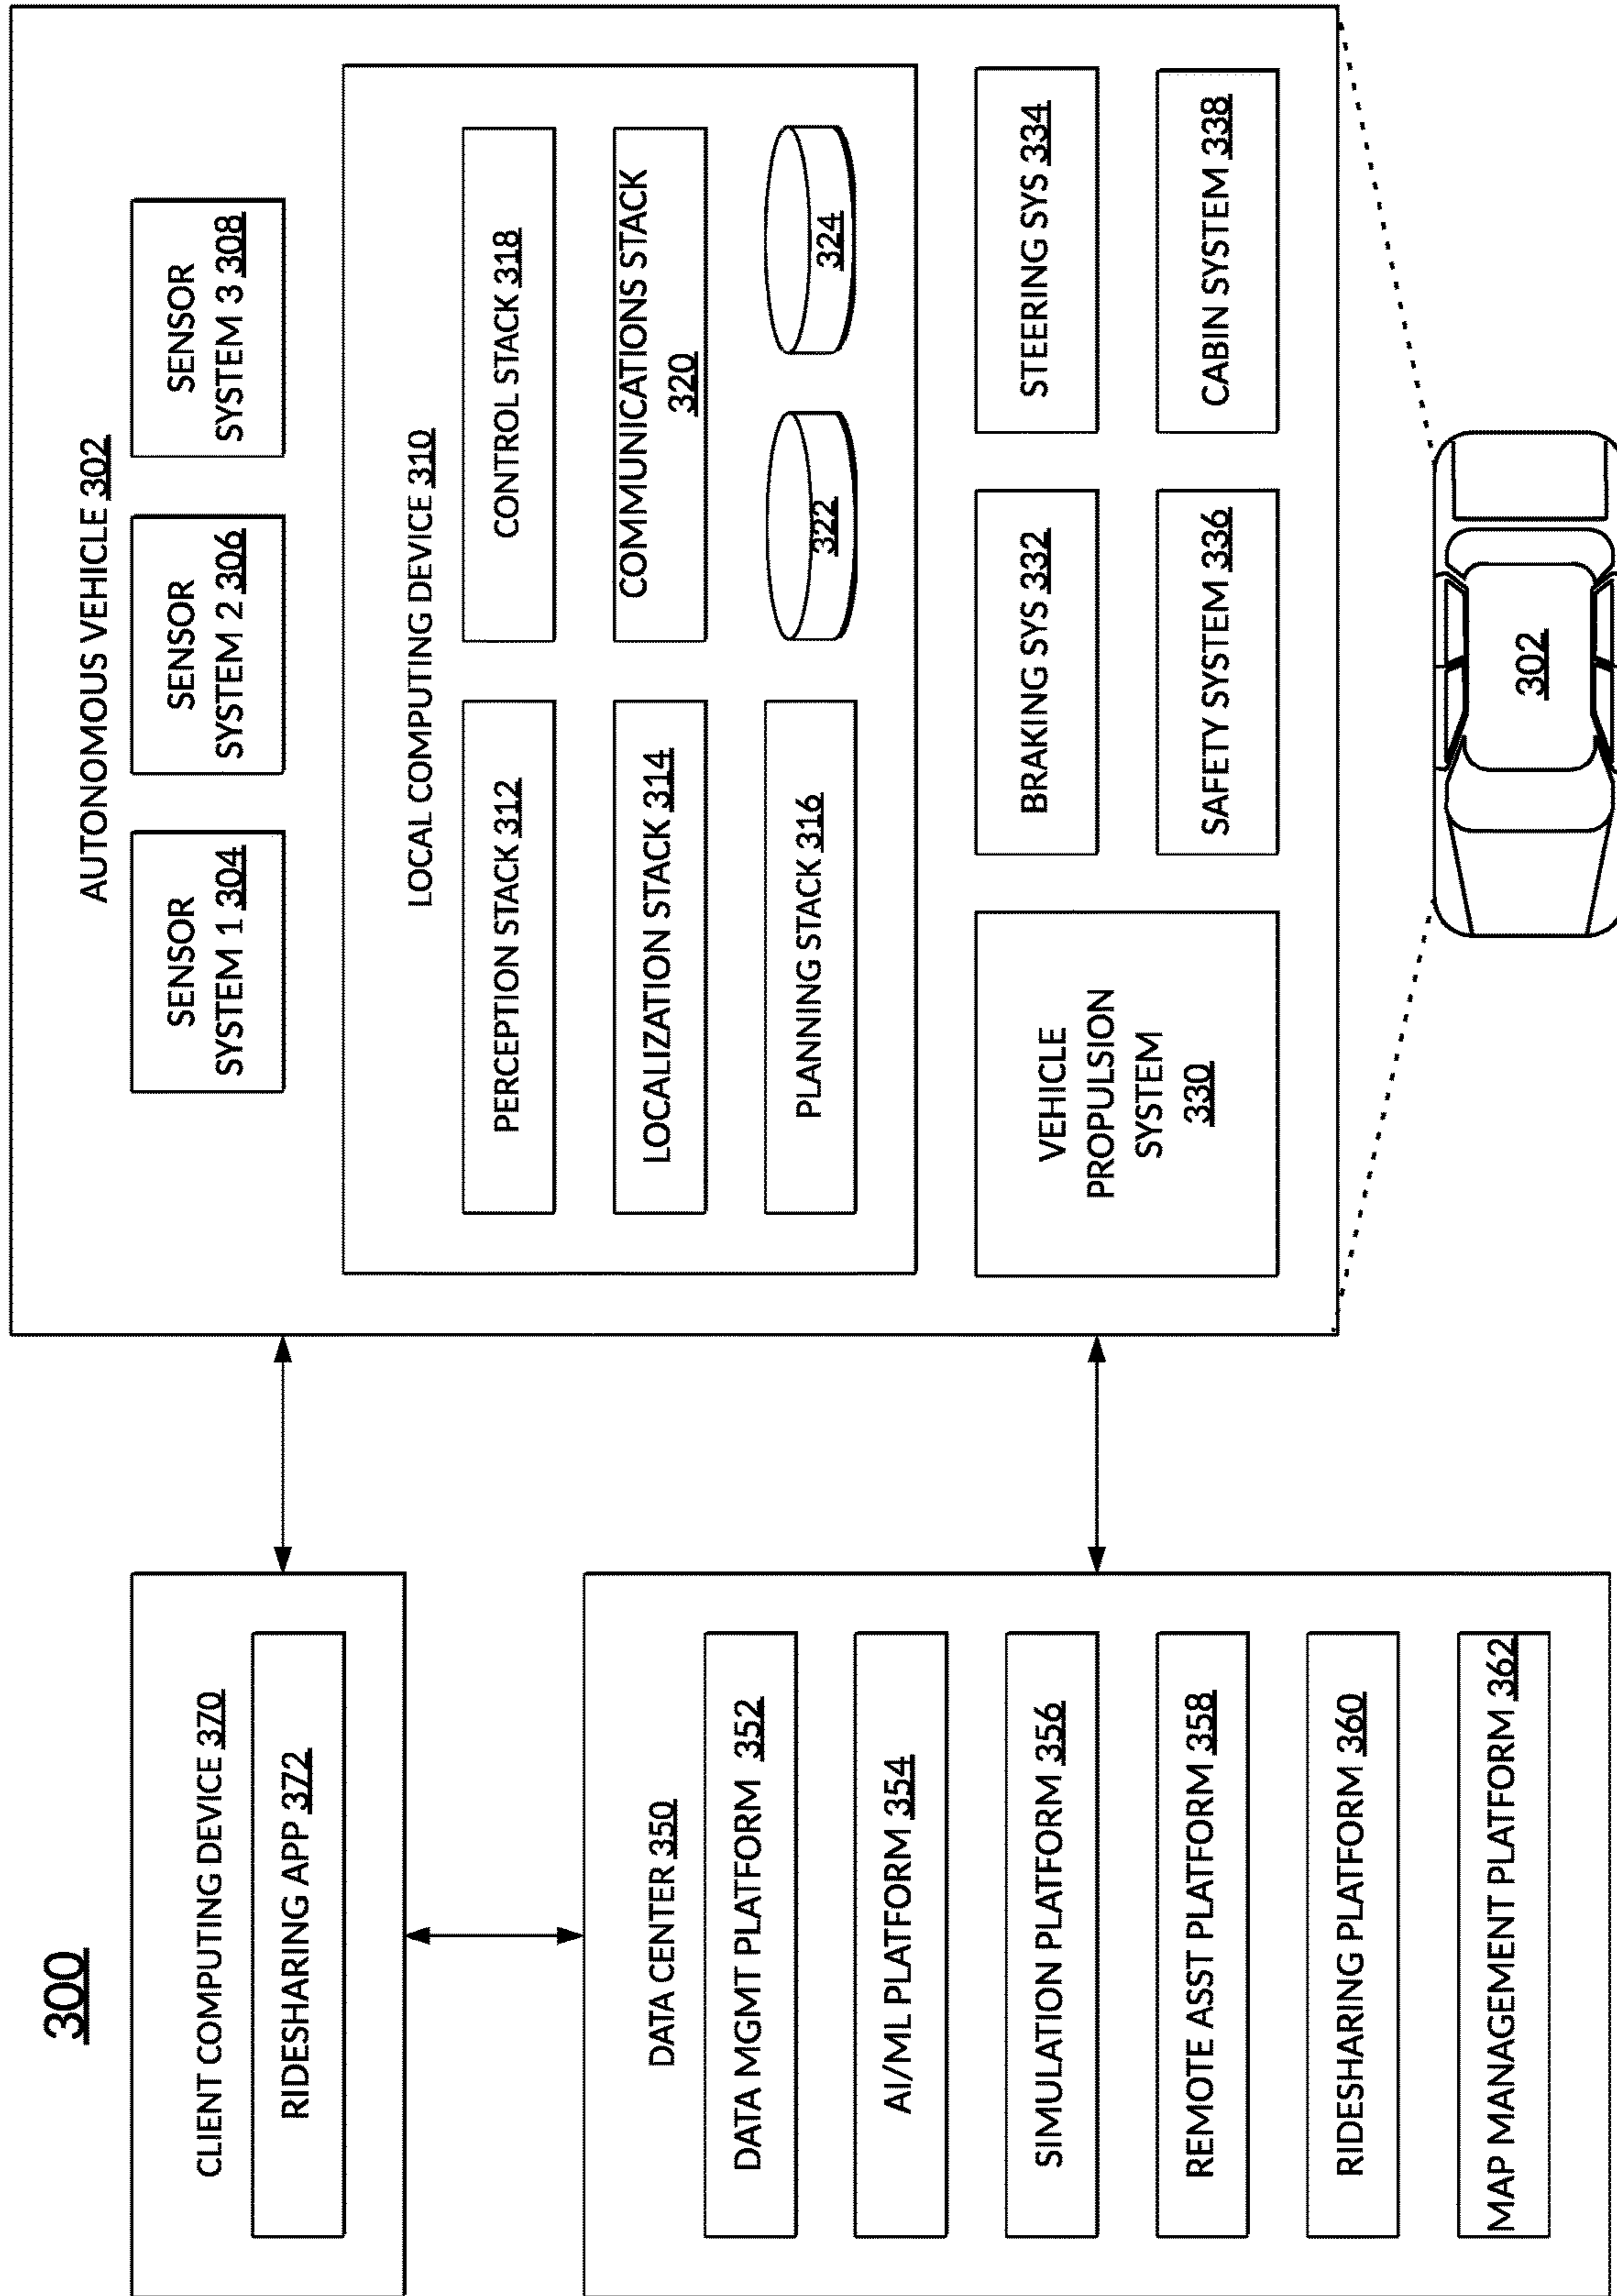 300
CLIENT COMPUTING DEVICE 370
RIDESHARING APP 372
DATA CENTER 350
DATA MGMT PLATFORM 352
AI/ML PLATFORM 354
SIMULATION PLATFORM 356
REMOTE ASST PLATFORM 358
RIDESHARING PLATFORM 360
MAP MANAGEMENT PLATFORM 362
AUTONOMOUS VEHICLE 302
SENSOR
SYSTEM 1 304
SENSOR
SYSTEM 2 306
SENSOR
SYSTEM 3 308
LOCAL COMPUTING DEVICE 310
PERCEPTION STACK 312
CONTROL STACK 318
LOCALIZATION STACK 314
COMMUNICATIONS STACK
320
PLANNING STACK 316
322
324
VEHICLE
PROPULSION
SYSTEM
330
BRAKING SYS 332
STEERING SYS 334
SAFETY SYSTEM 336
CABIN SYSTEM 338
302